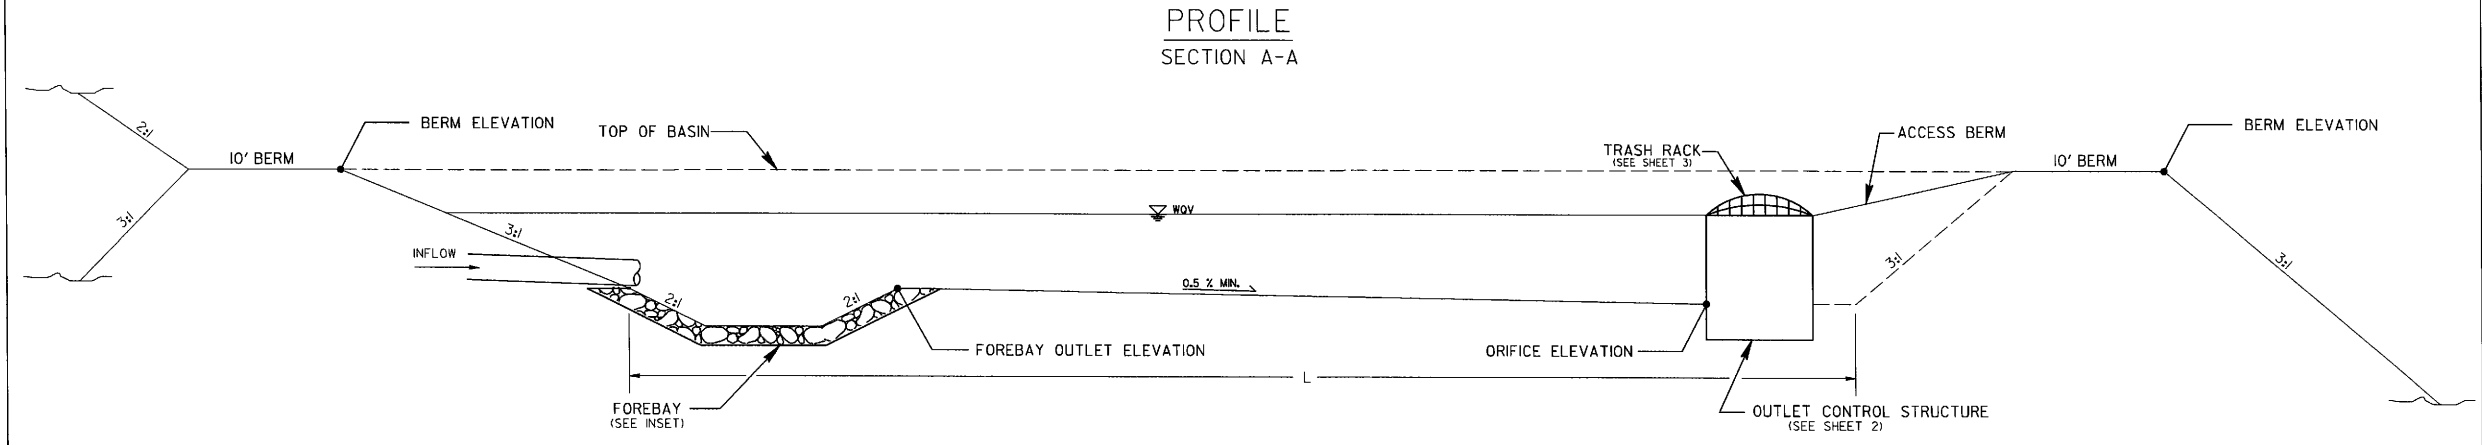 PROFILE
SECTION A-A
2:1
10' BERM
3:1
BERM ELEVATION
TOP OF BASIN
3:1
INFLOW
2:1
2:1
WQV
0.5 % MIN.
FOREBAY OUTLET ELEVATION
FOREBAY
(SEE INSET)
L
TRASH RACK
(SEE SHEET 3)
ACCESS BERM
3:1
ORIFICE ELEVATION
OUTLET CONTROL STRUCTURE
(SEE SHEET 2)
10' BERM
BERM ELEVATION
3:1